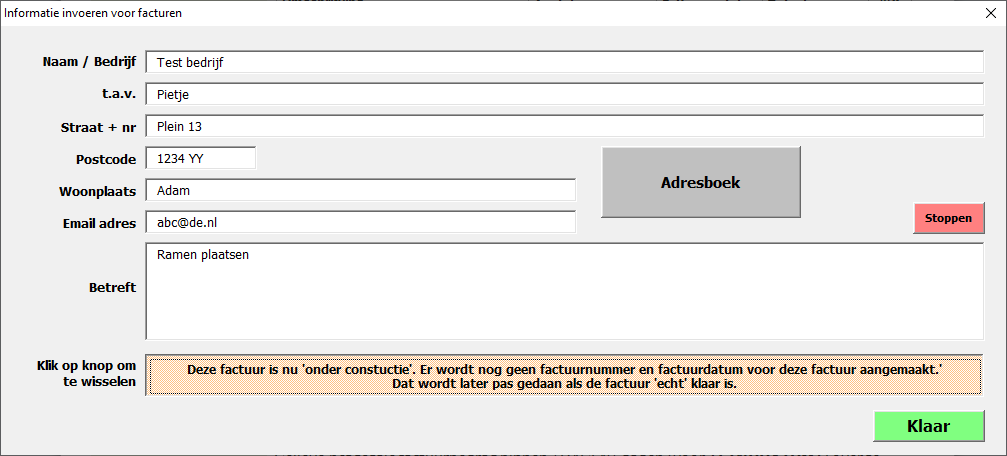 Informatie invoeren voor facturen
Naam / Bedrijf Test bedrijf
t.a.v. Pietje
Straat + nr Plein 13
Postcode 1234 YY
Adresboek
Woonplaats Adam
Email adres abc@de.nl
Stoppen
Betreft Ramen plaatsen
Klik op knop om
te wisselen
Deze factuur is nu 'onder constuctie'. Er wordt nog geen factuurnummer en factuurdatum voor deze factuur aangemaakt.'
Dat wordt later pas gedaan als de factuur 'echt' klaar is.
Klaar